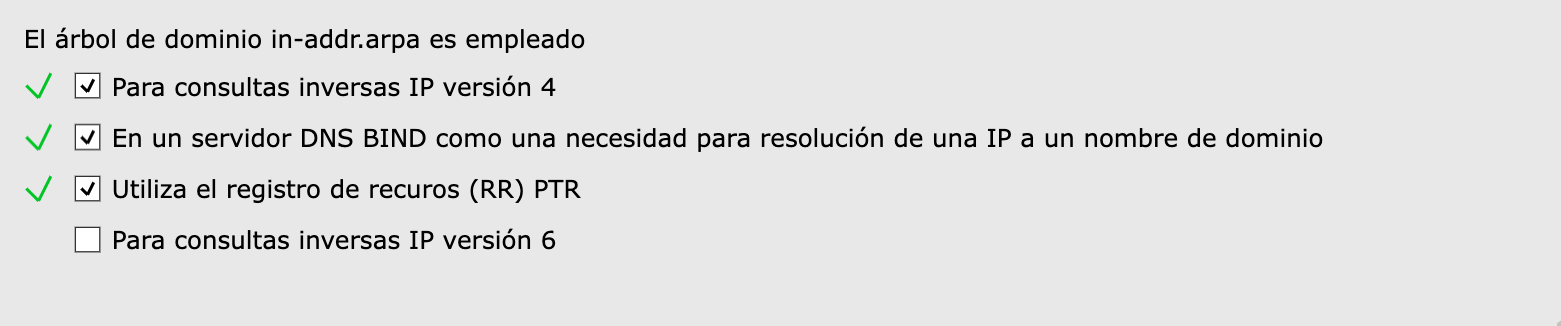 El árbol de dominio in-addr.arpa es empleado
Para consultas inversas IP versión 4
En un servidor DNS BIND como una necesidad para resolución de una IP a un nombre de dominio
Utiliza el registro de recuros (RR) PTR
Para consultas inversas IP versión 6